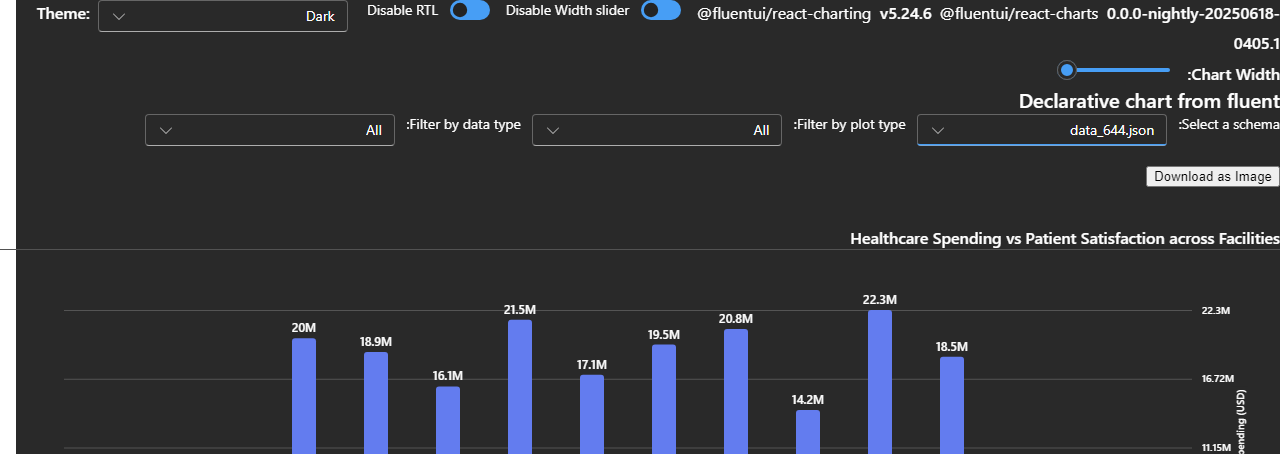 Theme:
Dark
Disable RTL
Disable Width slider
@fluentui/react-charting v5.24.6 @fluentui/react-charts 0.0.0-nightly-20250618-
0405.1
:Chart Width
Declarative chart from fluent
:Select a schema
data_644.json
:Filter by plot type
All
:Filter by data type
All
Download as Image
Healthcare Spending vs Patient Satisfaction across Facilities
20M
18.9M
16.1M
21.5M
17.1M
19.5M
20.8M
14.2M
22.3M
18.5M
22.3M
16.72M
11.15M
(USD)